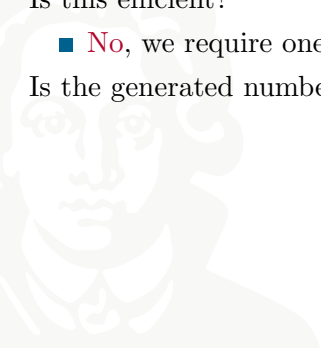 Is this efficient?
No, we require one
Is the generated numbe